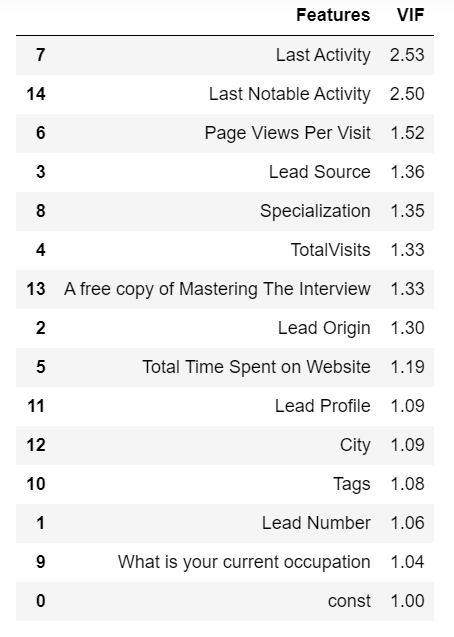 Features VIF
7 Last Activity 2.53
14 Last Notable Activity 2.50
6 Page Views Per Visit 1.52
3 Lead Source 1.36
8 Specialization 1.35
4 TotalVisits 1.33
13 A free copy of Mastering The Interview 1.33
2 Lead Origin 1.30
5 Total Time Spent on Website 1.19
11 Lead Profile 1.09
12 City 1.09
10 Tags 1.08
1 Lead Number 1.06
9 What is your current occupation 1.04
0 const 1.00